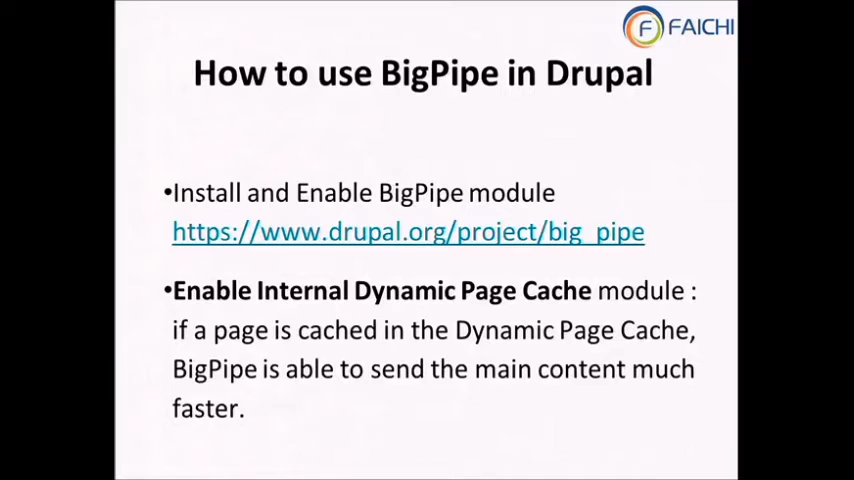 FAICHI
How to use BigPipe in Drupal
•Install and Enable BigPipe module
https://www.drupal.org/project/big_pipe
•Enable Internal Dynamic Page Cache module :
if a page is cached in the Dynamic Page Cache,
BigPipe is able to send the main content much
faster.